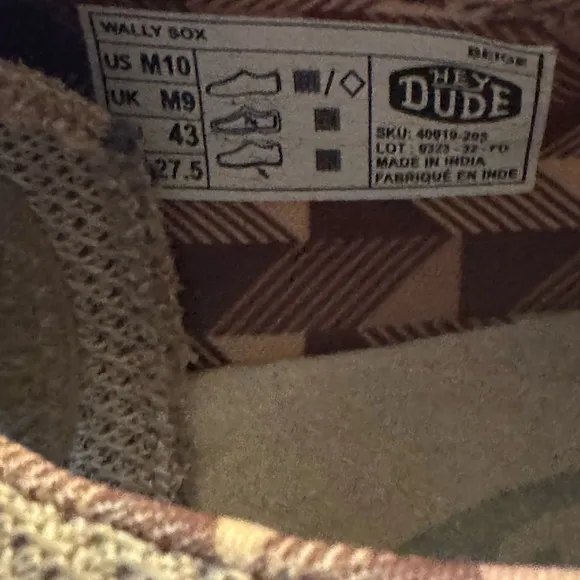 WALLY SOX
BEIGE
US M10
UK M9
43
27.5
HEY
DUDE
SKU: 40019-205
LOT : 0323 - 32 - FD
MADE IN INDIA
FABRIQUÉ EN INDE